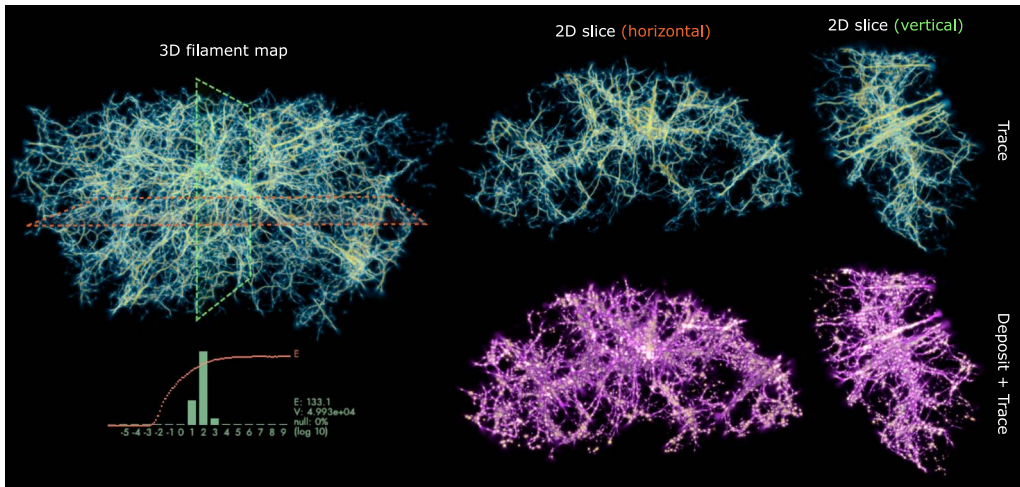 3D filament map
2D slice (horizontal)
2D slice (vertical)
Trace
Deposit + Trace
E
E: 133.1
V: 4.993e+04
null: 0%
(log 10)
-5 -4 -3 -2 -1 0 1 2 3 4 5 6 7 8 9